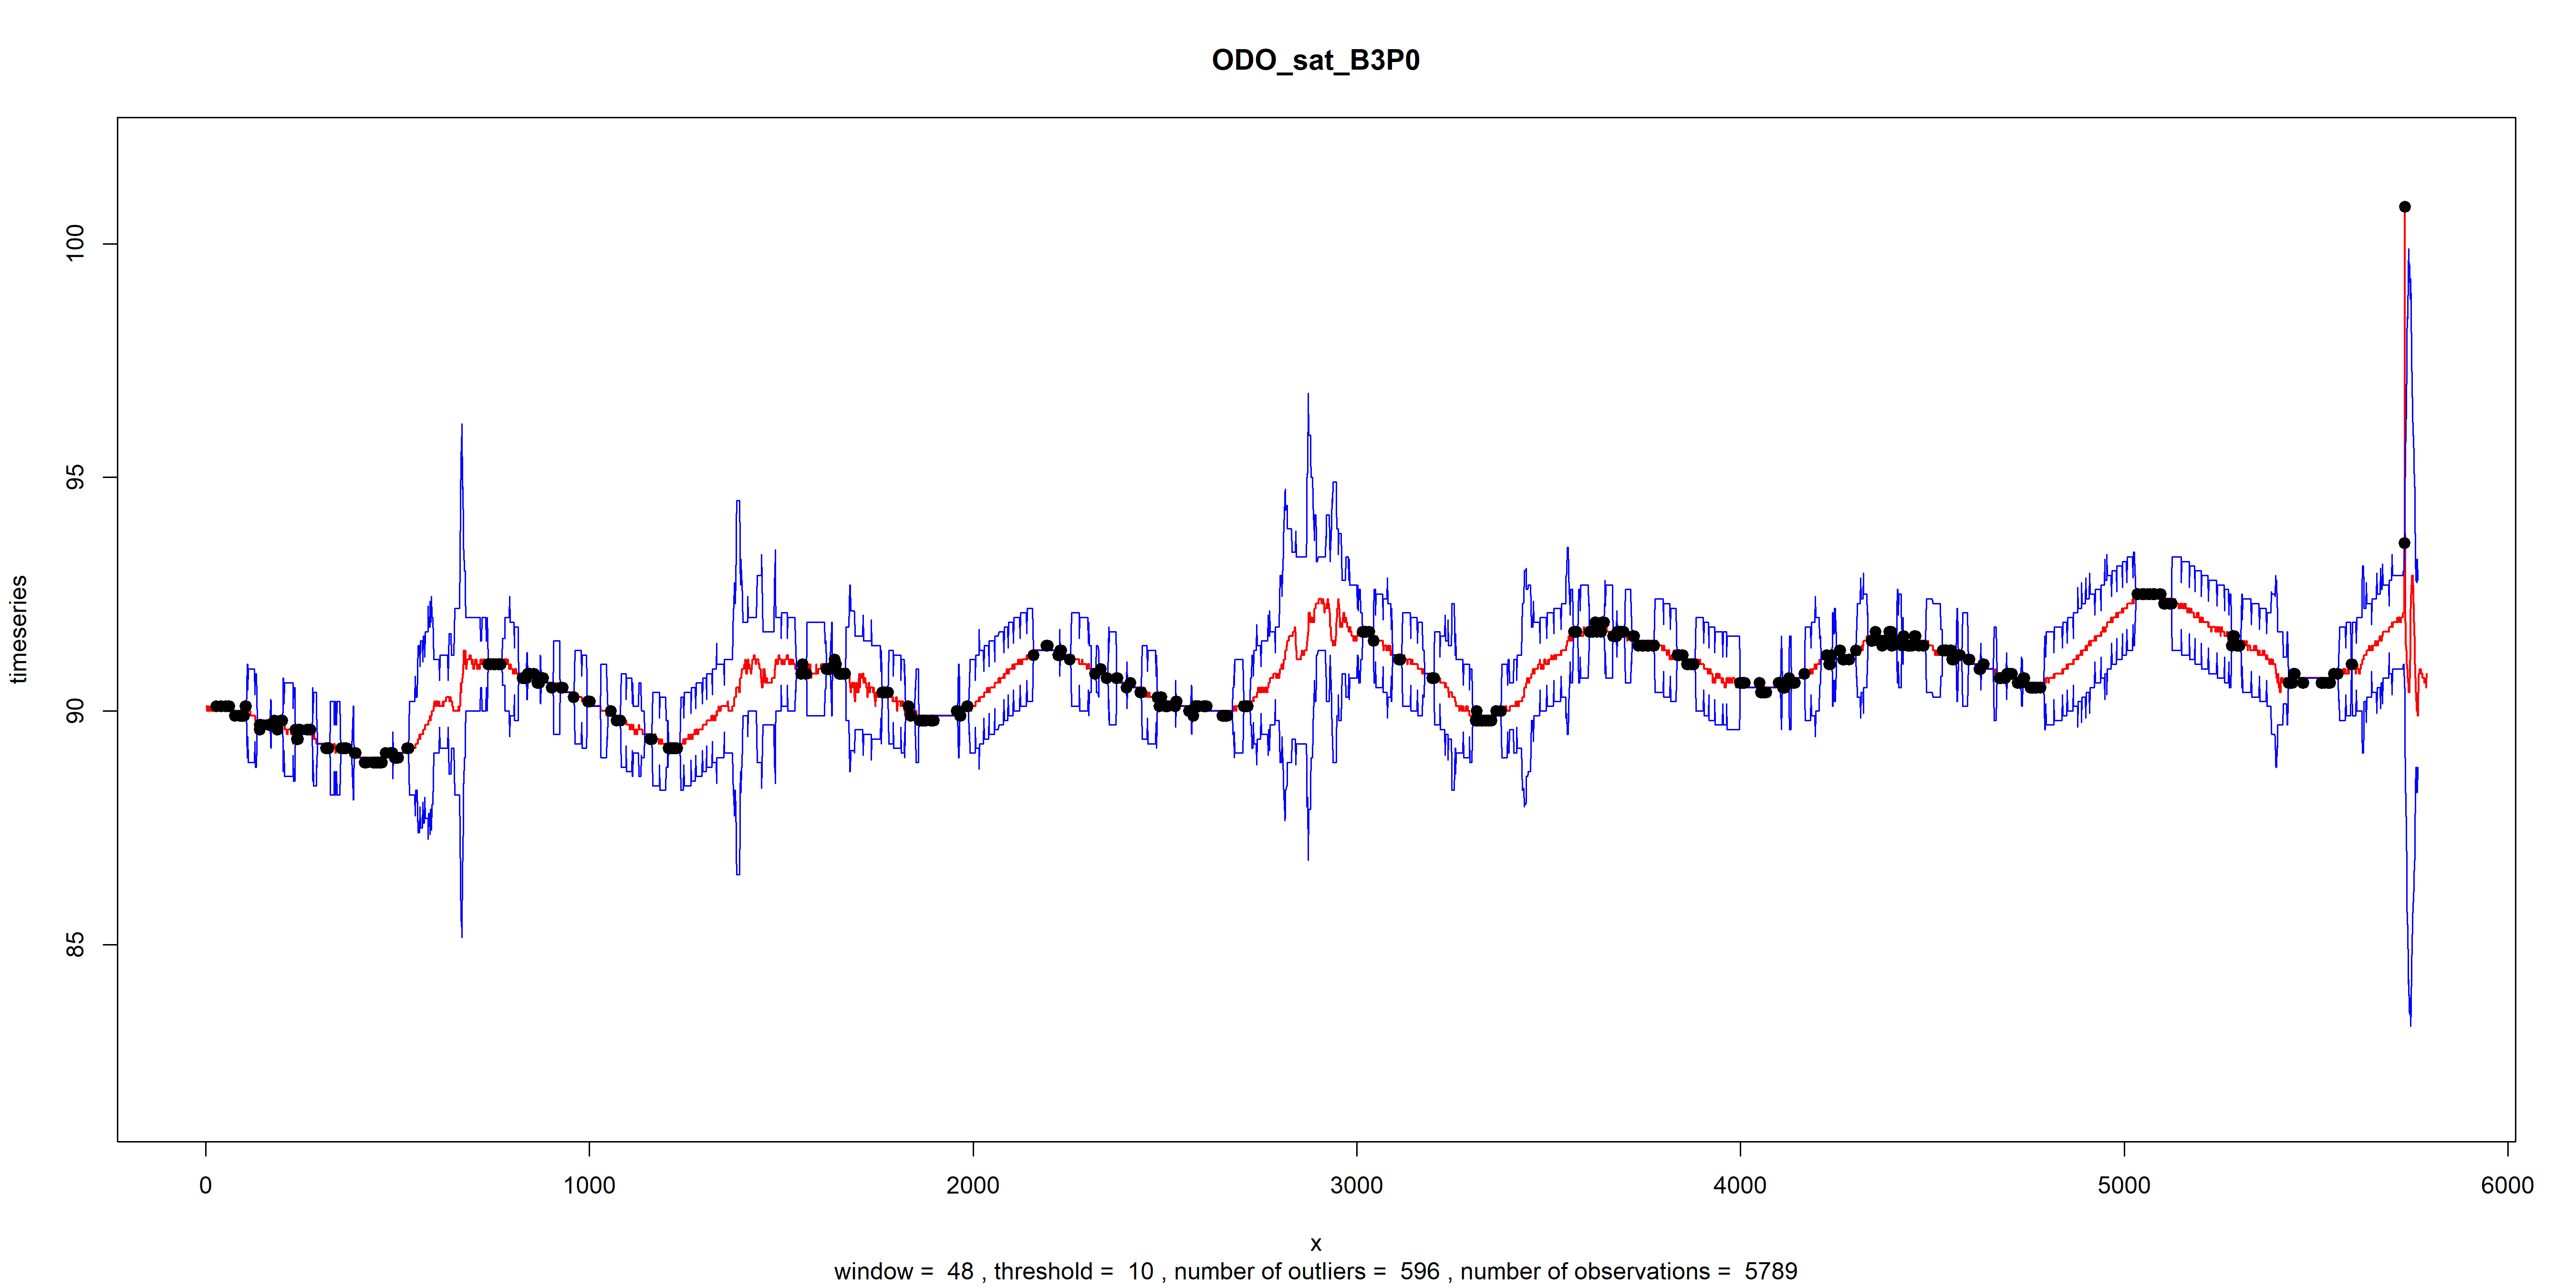 ODO_sat_B3P0
timeseries
100
95
90
85
0 1000 2000 3000 4000 5000 6000
x
window = 48 , threshold = 10 , number of outliers = 596 , number of observations = 5789